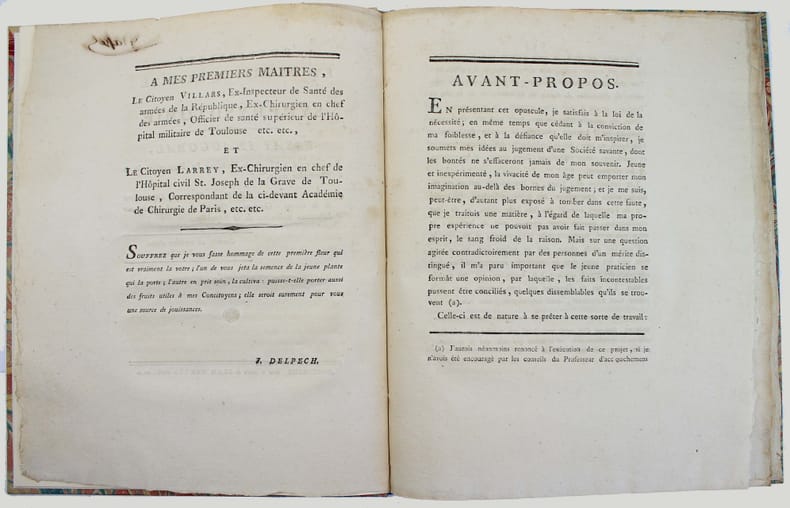 A MES PREMIERS MAITRES ,
LE Citoyen VILLARS, Ex-Inspecteur de Santé des
armées de la République, Ex-Chirurgien en chef
des armées , Officier de santé supérieur de l'Hô-
pital militaire de Toulouse etc. etc.,
E T
LE Citoyen LARREY, Ex-Chirurgien en chef de
l'Hôpital civil St. Joseph de la Grave de Tou-
louse , Correspondant de la ci-devant Académie
de Chirurgie de Paris, etc. etc.
SOUFFREZ que je vous fasse hommage de cette première fleur qui
est vraiment la votre ; l'un de vous jeta la semence de la jeune plante
qui la porte ; l'autre en prit soin , la cultiva : puisse-t-elle porter aussi
des fruits utiles à mes Concitoyens ; elle seroit surement pour vous
une source de jouissances.
J. DELPECH.
AVANT-PROPOS.
EN présentant cet opuscule, je satisfais à la loi de la
nécessité ; en même temps que cédant à la conviction de
ma foiblesse , et à la défiance qu'elle doit m'inspirer, je
soumets mes idées au jugement d'une Société savante, dont
les bontés ne s'effaceront jamais de mon souvenir. Jeune
et inexpérimenté , la vivacité de mon âge peut emporter mon
imagination au-delà des bornes du jugement ; et je me suis,
peut-être, d'autant plus exposé à tomber dans cette faute,
que je traitois une matière , à l'égard de laquelle ma pro-
pre expérience ne pouvoit pas avoir fait passer dans mon
esprit, le sang froid de la raison. Mais sur une question
agitée contradictoirement par des personnes d'un mérite dis-
tingué , il m'a paru important que le jeune praticien se
formât une opinion , par laquelle , les faits incontestables
pussent être conciliés, quelques dissemblables qu'ils se trou-
vent (a).
Celle-ci est de nature à se prêter à cette sorte de travail :
(a) J'aurois néanmoins renoncé à l'exécution de ce projet, si je
n'avois été encouragé par les conseils du Professeur d'accouchement